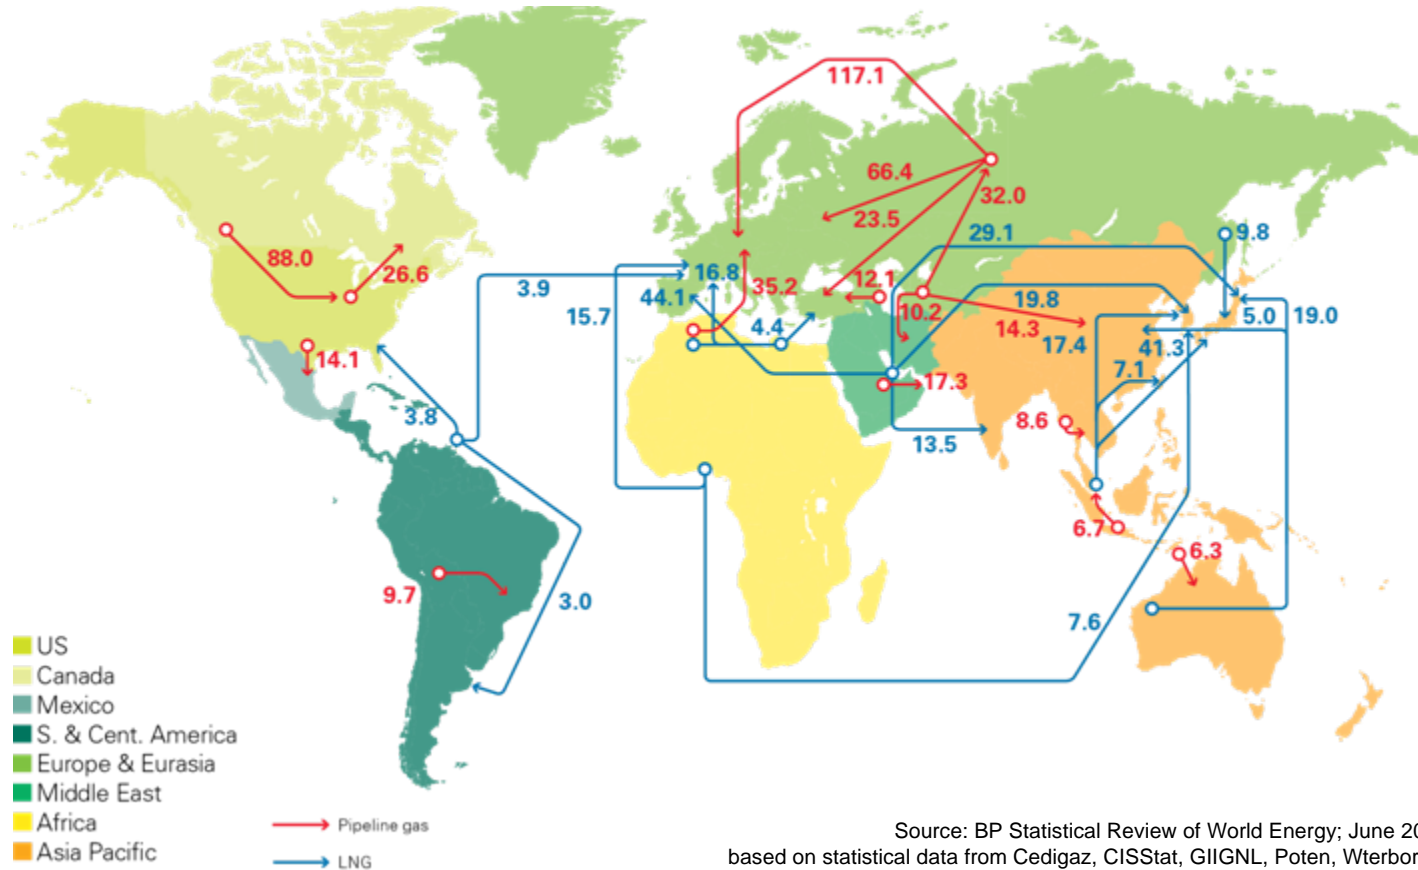 117.1
66.4
32.0
23.5
29.1
9.8
88.0
26.6
3.9
16.8
35.2
12.1
44.1
19.8
15.7
4.4
10.2
14.3
17.4
41.3
5.0
19.0
14.1
17.3
7.1
3.8
13.5
8.6
6.7
6.3
9.7
3.0
7.6
US
Canada
Mexico
S. & Cent. America
Europe & Eurasia
Middle East
Africa
Asia Pacific
Pipeline gas
LNG
Source: BP Statistical Review of World Energy; June 20
based on statistical data from Cedigaz, CISStat, GIIGNL, Poten, Wterbor